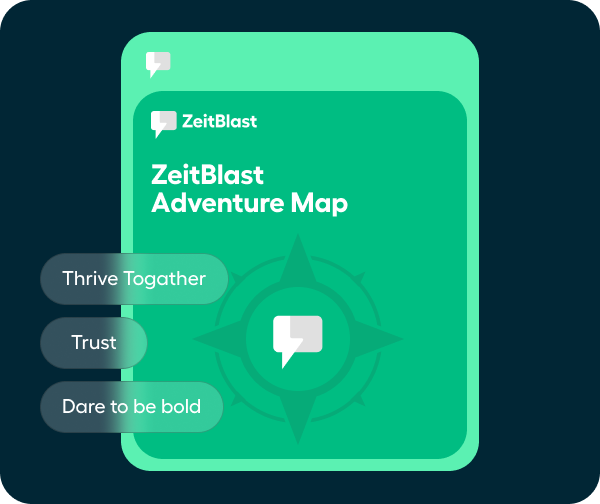 ZeitBlast
ZeitBlast
Adventure Map
Thrive Togather
Trust
Dare to be bold